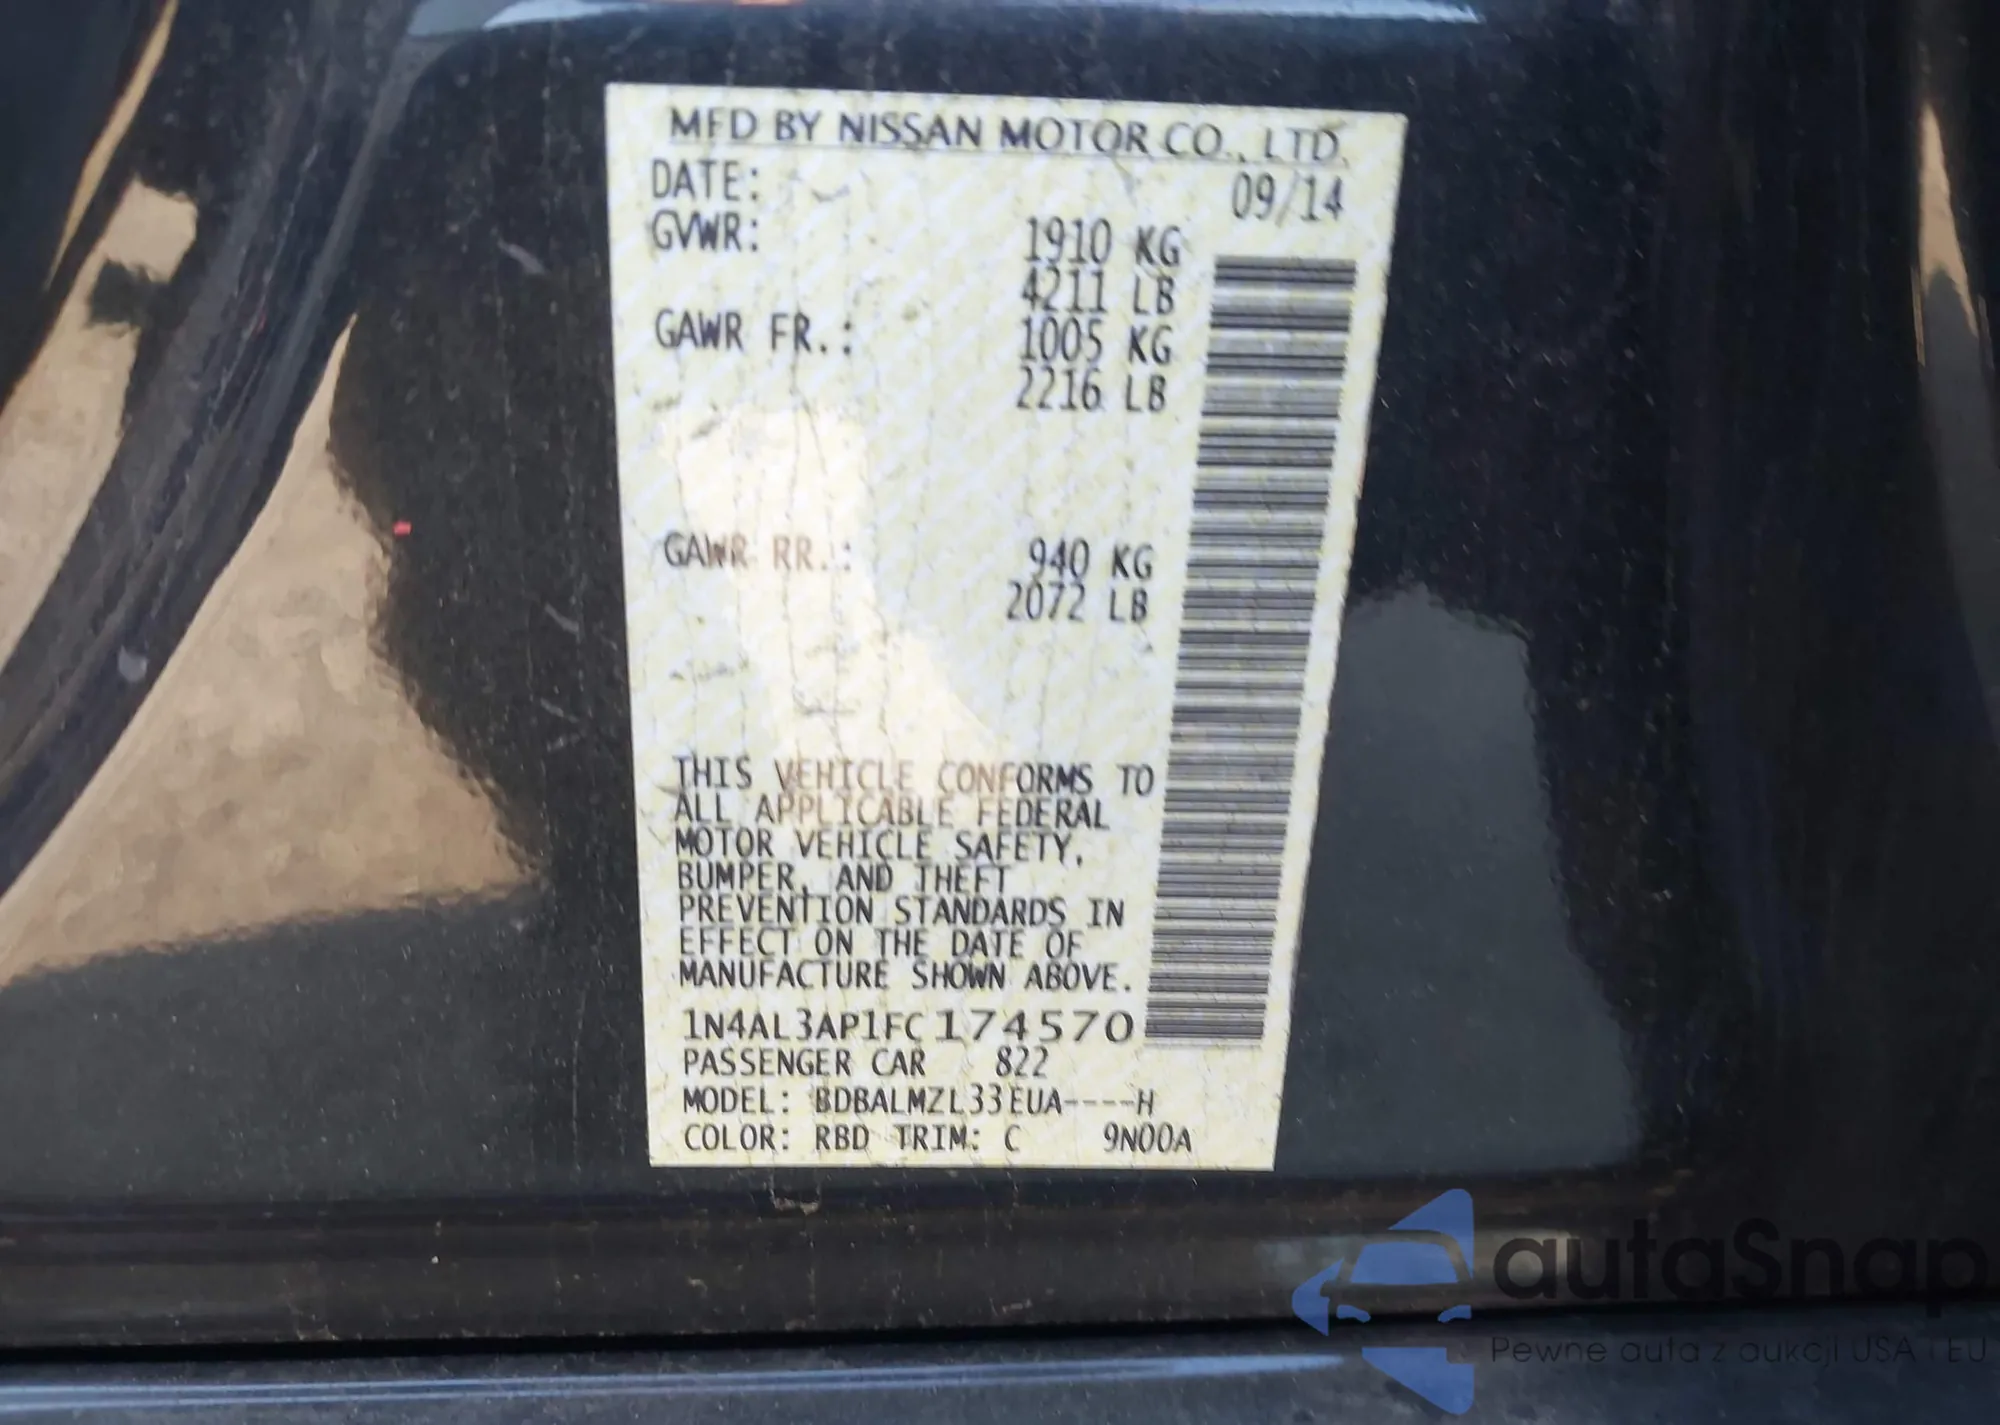 MFD BY NISSAN MOTOR CO., LTD.
DATE: 09/14
GVWR: 1910 KG
4211 LB
GAWR FR.: 1005 KG
2216 LB
GAWR RR.: 940 KG
2072 LB
THIS VEHICLE CONFORMS TO
ALL APPLICABLE FEDERAL
MOTOR VEHICLE SAFETY,
BUMPER, AND THEFT
PREVENTION STANDARDS IN
EFFECT ON THE DATE OF
MANUFACTURE SHOWN ABOVE.
1N4AL3AP1FC174570
PASSENGER CAR 822
MODEL: BDBALMZL33EUA----H
COLOR: RBD TRIM: C 9N00A
autaSnap
Pewne auta z aukcji USA i EU